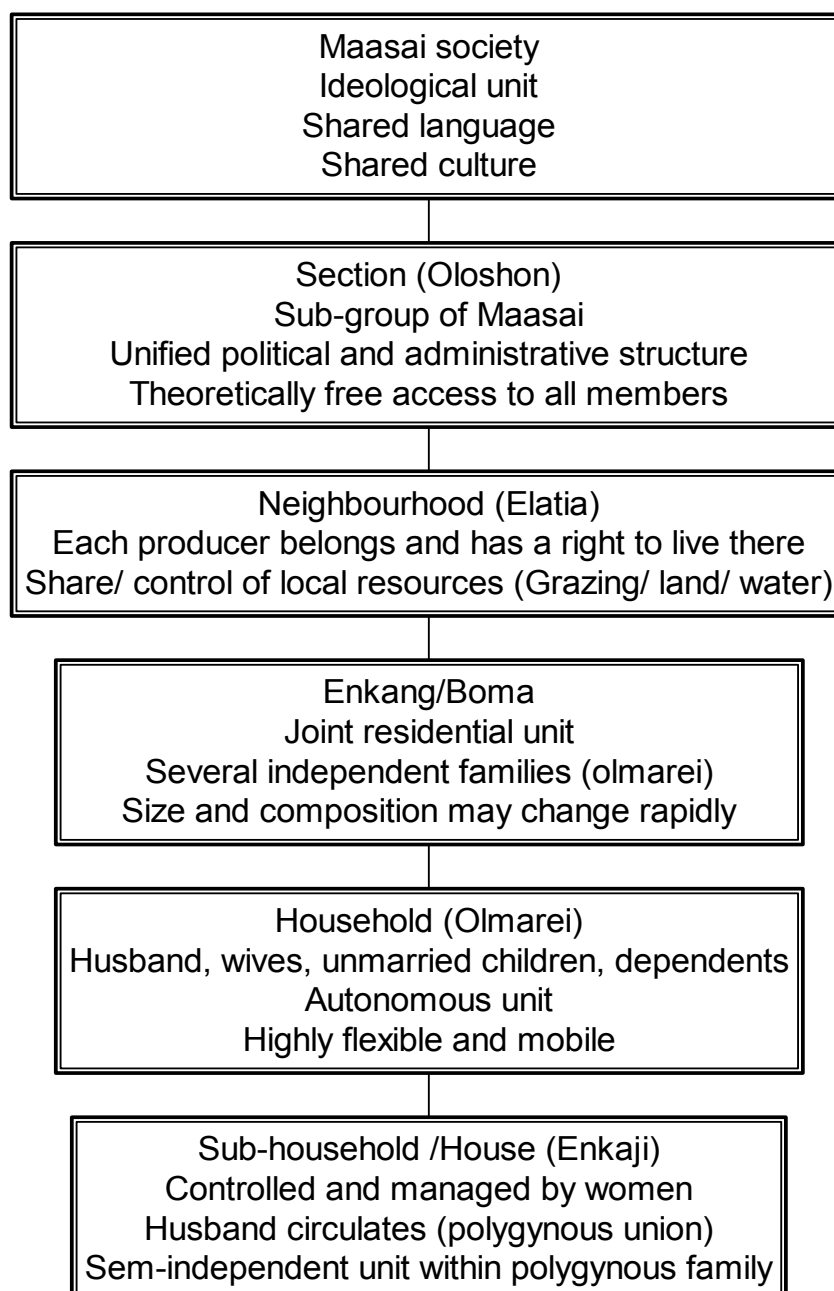 Maasai society
Ideological unit
Shared language
Shared culture
Section (Oloshon)
Sub-group of Maasai
Unified political and administrative structure
Theoretically free access to all members
Neighbourhood (Elatia)
Each producer belongs and has a right to live there
Share/ control of local resources (Grazing/ land/ water)
Enkang/Boma
Joint residential unit
Several independent families (olmarei)
Size and composition may change rapidly
Household (Olmarei)
Husband, wives, unmarried children, dependents
Autonomous unit
Highly flexible and mobile
Sub-household /House (Enkaji)
Controlled and managed by women
Husband circulates (polygynous union)
Sem-independent unit within polygynous family